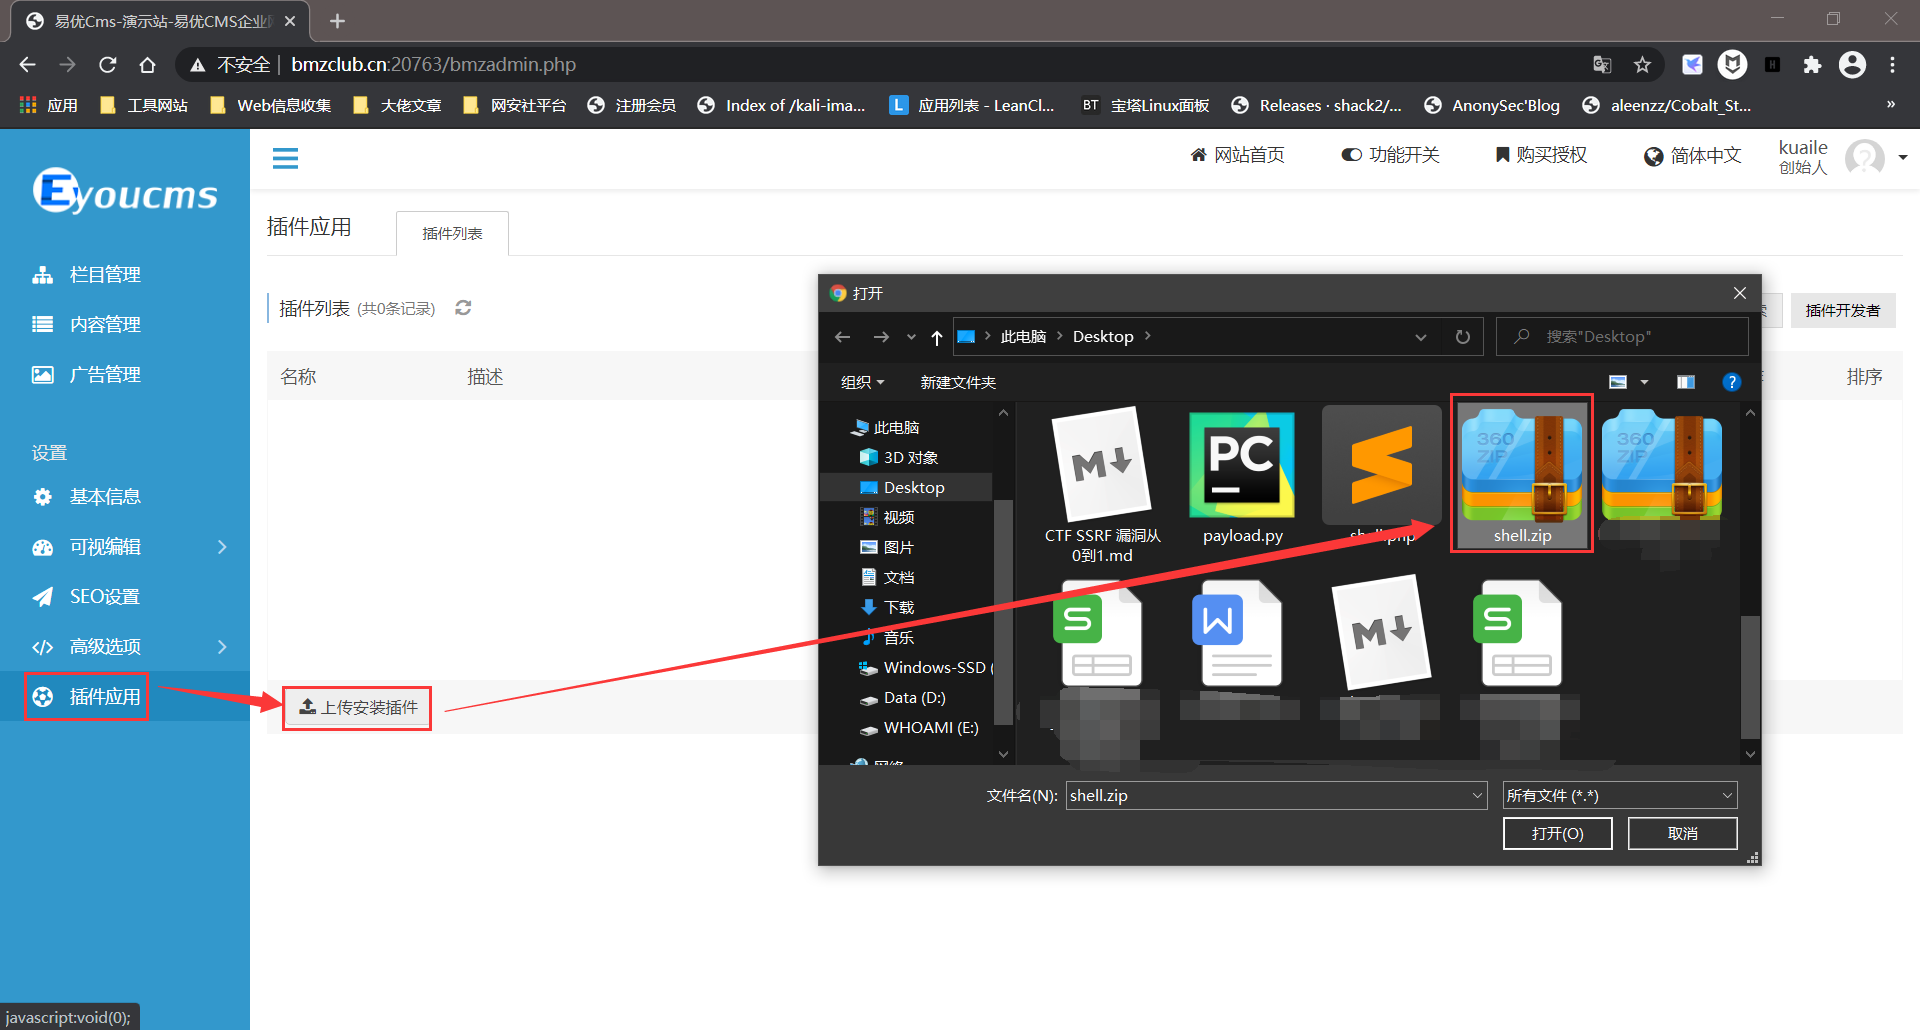 易优Cms-演示站-易优CMS企业
不安全 | bmzclub.cn:20763/bmzadmin.php
应用
工具网站
Web信息收集
大佬文章
网安社平台
注册会员
Index of /kali-ima...
L
应用列表 - LeanCl...
BT
宝塔Linux面板
Releases · shack2/...
AnonySec'Blog
aleenzz/Cobalt_St...
»
Eyoucms
网站首页
功能开关
购买授权
简体中文
kuaile
创始人
栏目管理
内容管理
广告管理
设置
基本信息
可视编辑
SEO设置
高级选项
插件应用
插件应用
插件列表
插件列表 (共0条记录)
插件开发者
名称
描述
排序
上传安装插件
打开
此电脑
Desktop
搜索"Desktop"
组织
新建文件夹
此电脑
3D 对象
Desktop
视频
图片
文档
下载
音乐
Windows-SSD (
Data (D:)
WHOAMI (E:)
网络
M
PC
360
ZIP
360
ZIP
CTF SSRF 漏洞从
0到1.md
payload.py
shell.php
shell.zip
S
W
M
S
文件名(N):
shell.zip
所有文件 (*.*)
打开(O)
取消
javascript:void(0);